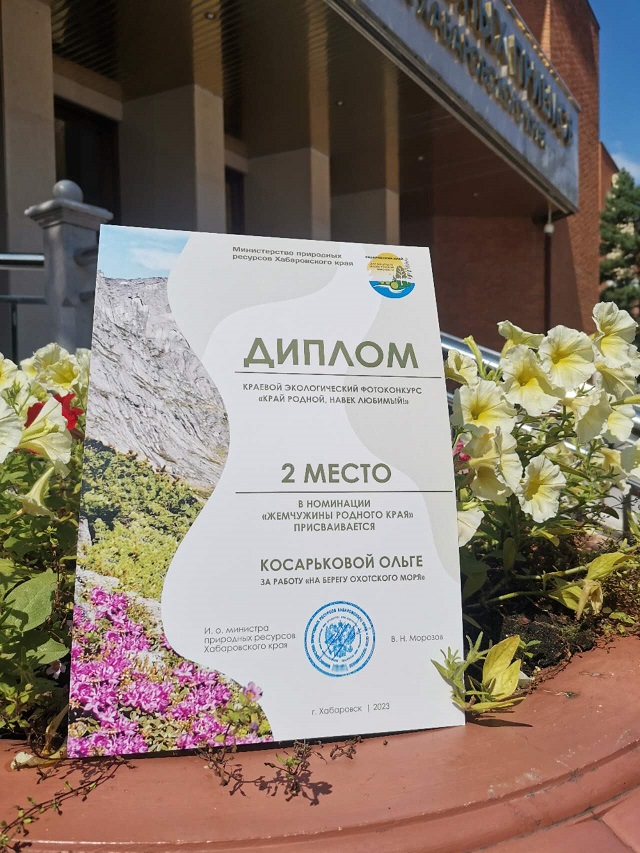 Министерство природных
ресурсов Хабаровского края
ДИПЛОМ
КРАЕВОЙ ЭКОЛОГИЧЕСКИЙ ФОТОКОНКУРС
«КРАЙ РОДНОЙ, НАВЕК ЛЮБИМЫЙ!»
2 МЕСТО
В НОМИНАЦИИ
«ЖЕМЧУЖИНЫ РОДНОГО КРАЯ»
ПРИСВАИВАЕТСЯ
КОСАРЬКОВОЙ ОЛЬГЕ
ЗА РАБОТУ «НА БЕРЕГУ ОХОТСКОГО МОРЯ»
И. о. министра
природных ресурсов
Хабаровского края
В. Н. Морозов
г. Хабаровск | 2023